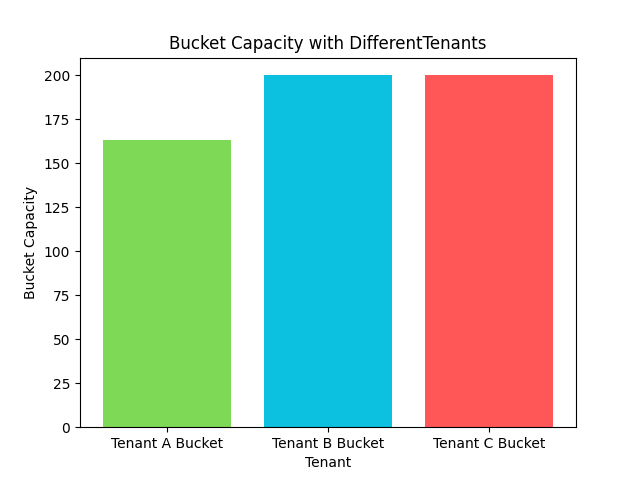 Bucket Capacity with DifferentTenants
200
175
150
125
100
75
50
25
0
Bucket Capacity
Tenant A Bucket
Tenant B Bucket
Tenant C Bucket
Tenant